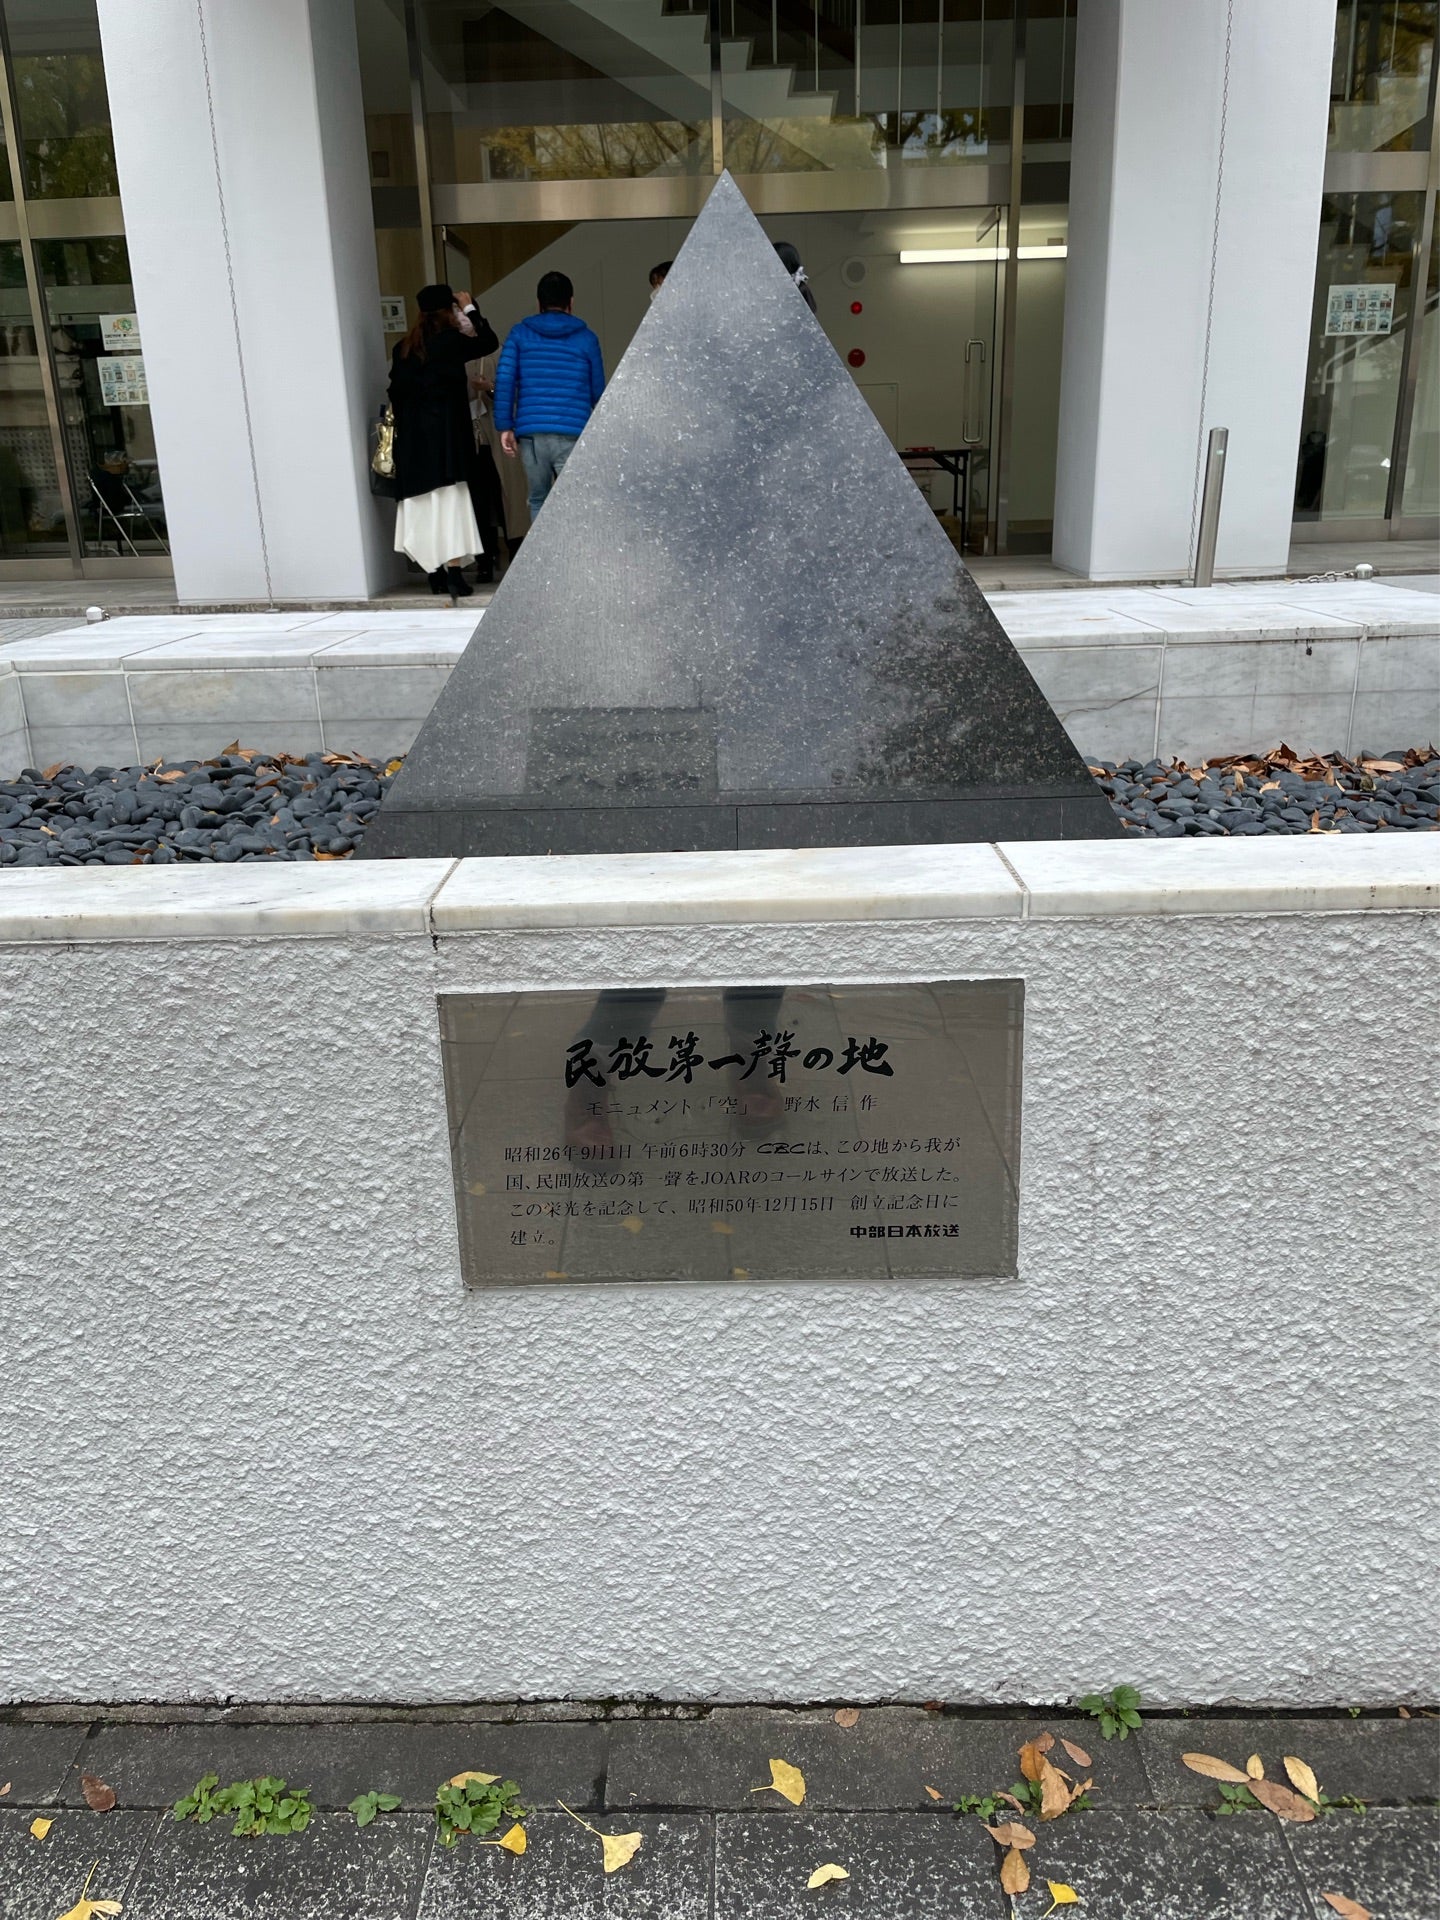 民放第一聲の地
モニュメント「空」 野水 信 作
昭和26年9月1日 午前6時30分 CBCは、この地から我が
国、民間放送の第一聲をJOARのコールサインで放送した。
この栄光を記念して、昭和50年12月15日 創立記念日に
建立。 中部日本放送